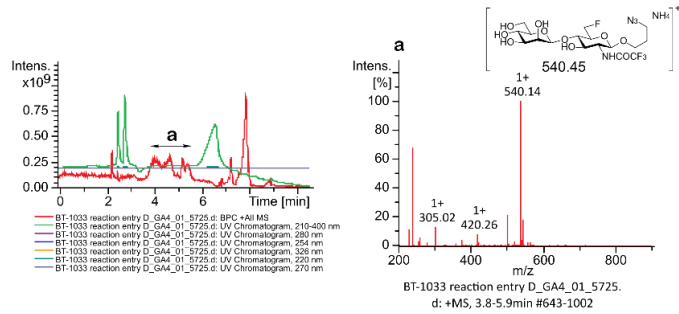 Intens.
x10⁹
0.75
0.50
0.25
0.00
a
0
2
4
6
Time [min]
BT-1033 reaction entry D_GA4_01_5725.d: BPC +All MS
BT-1033 reaction entry D_GA4_01_5725.d: UV Chromatogram, 210-400 nm
BT-1033 reaction entry D_GA4_01_5725.d: UV Chromatogram, 280 nm
BT-1033 reaction entry D_GA4_01_5725.d: UV Chromatogram, 254 nm
BT-1033 reaction entry D_GA4_01_5725.d: UV Chromatogram, 326 nm
BT-1033 reaction entry D_GA4_01_5725.d: UV Chromatogram, 220 nm
BT-1033 reaction entry D_GA4_01_5725.d: UV Chromatogram, 270 nm
a
Intens.
[%]
100
80
60
40
20
0
200
400
600
800
m/z
1+
540.14
1+
305.02
1+
420.26
HO
OH
HO
HO
OH
O
O
HO
F
O
O
NHCOCF3
N3
NH4
+
540.45
BT-1033 reaction entry D_GA4_01_5725.
d: +MS, 3.8-5.9min #643-1002